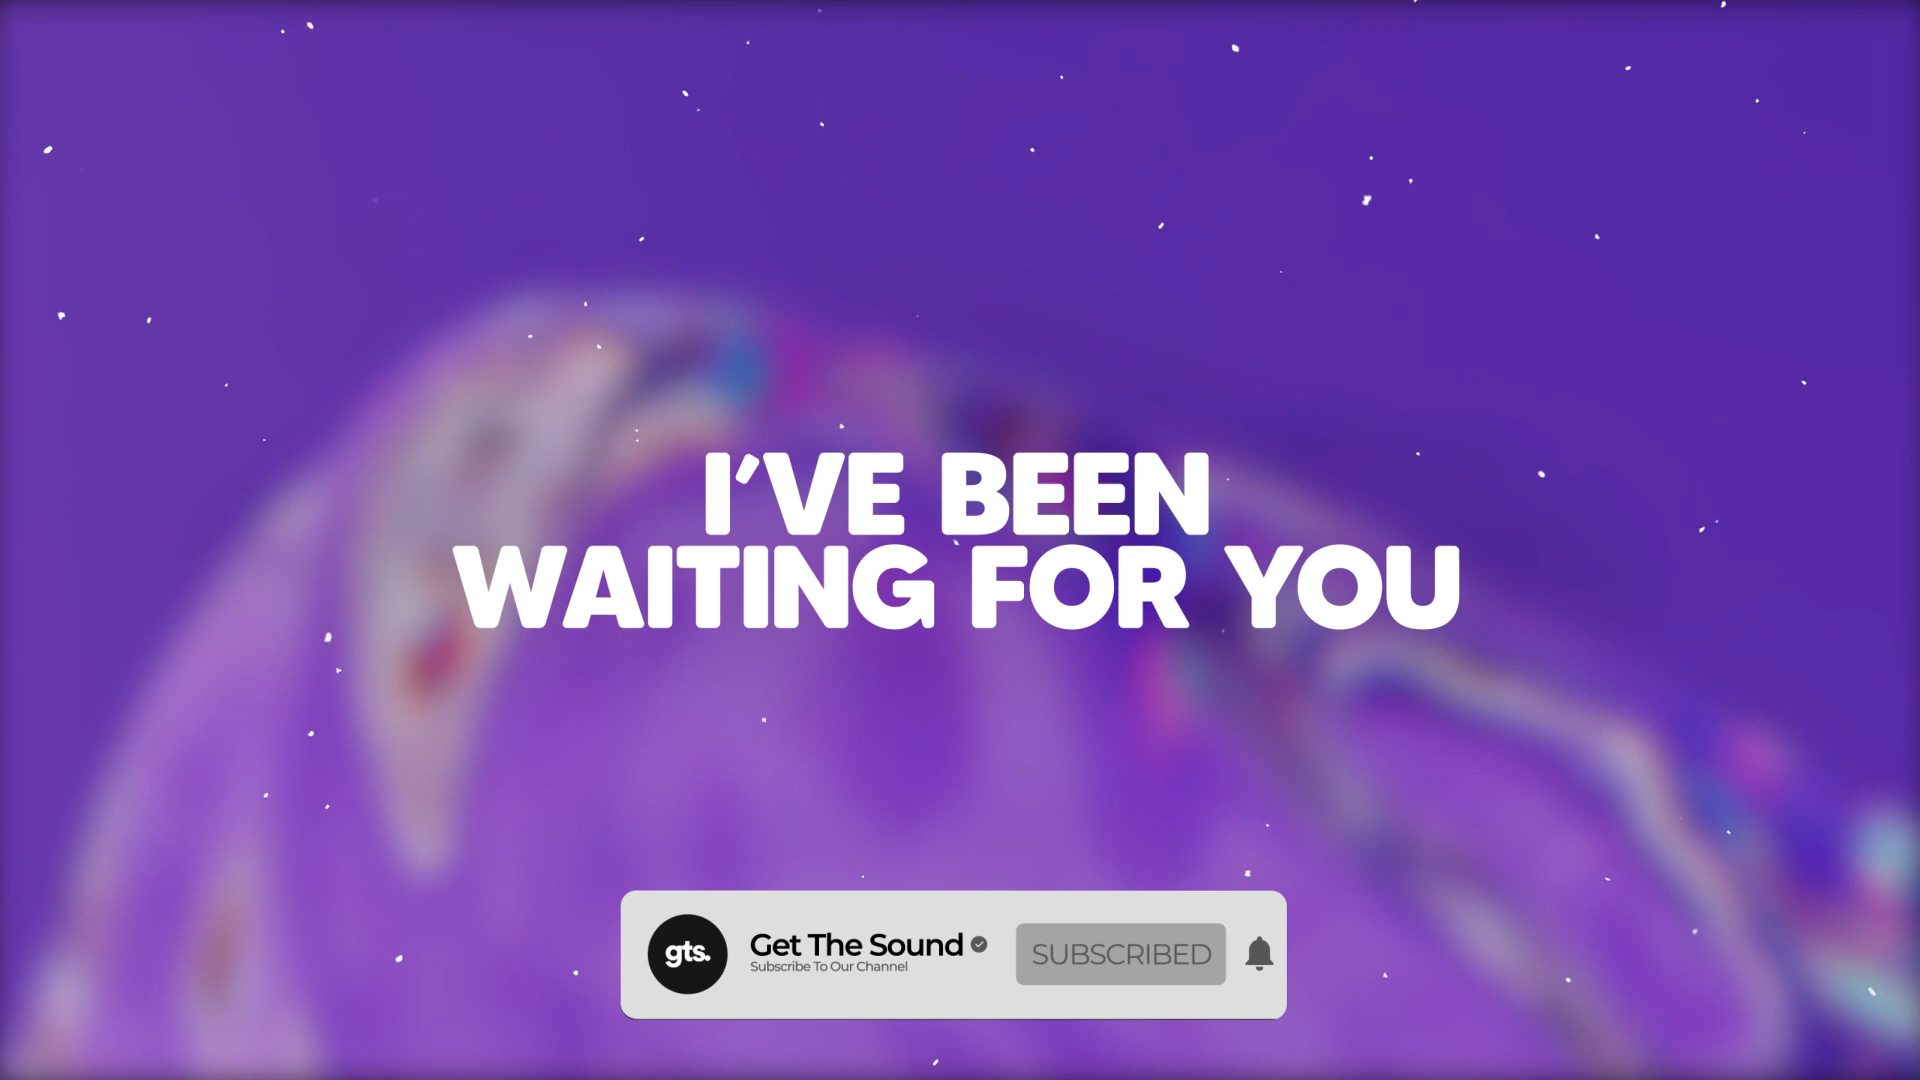 I'VE BEEN
WAITING FOR YOU
gts.
Get The Sound
Subscribe To Our Channel
SUBSCRIBED